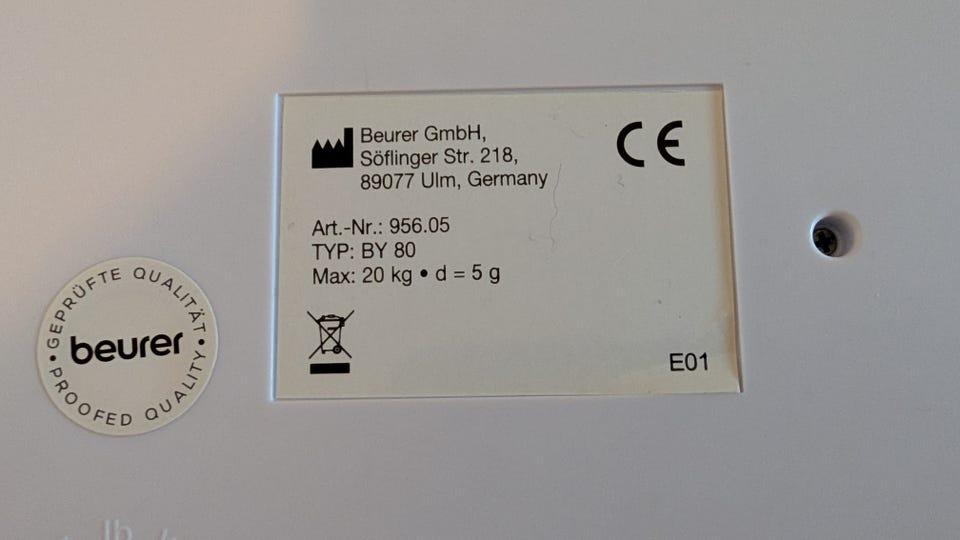 Beurer GmbH,
Söflinger Str. 218,
89077 Ulm, Germany
CE
Art.-Nr.: 956.05
TYP: BY 80
Max: 20 kg • d = 5 g
E01
• GEPRÜFTE QUALITÄT •
beurer
PROOFED QUALITY
lb